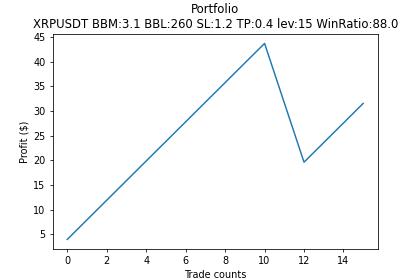 Portfolio
XRPUSDT BBM:3.1 BBL:260 SL:1.2 TP:0.4 lev:15 WinRatio:88.0
45
40
35
30
25
20
15
10
5
Profit ($)
0 2 4 6 8 10 12 14
Trade counts